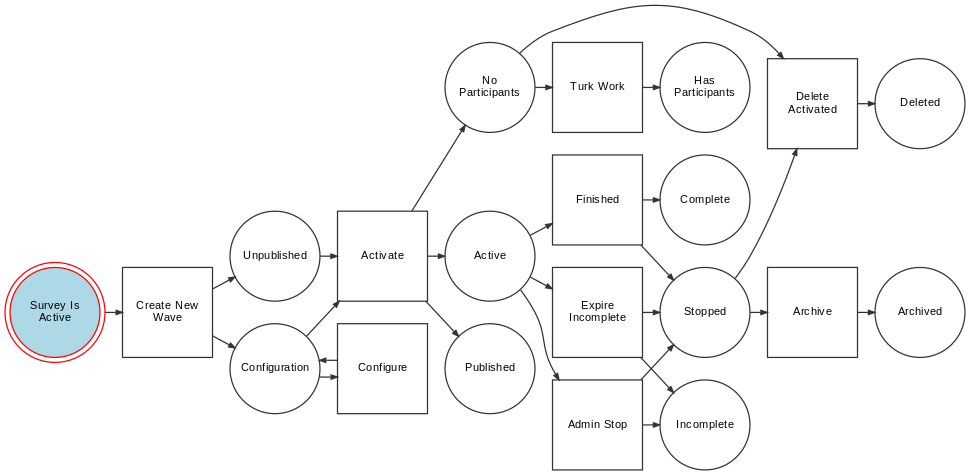 Survey Is
Active
Create New
Wave
Unpublished
Configuration
Activate
Configure
No
Participants
Active
Published
Turk Work
Finished
Expire
Incomplete
Admin Stop
Has
Participants
Complete
Stopped
Incomplete
Delete
Activated
Archive
Deleted
Archived